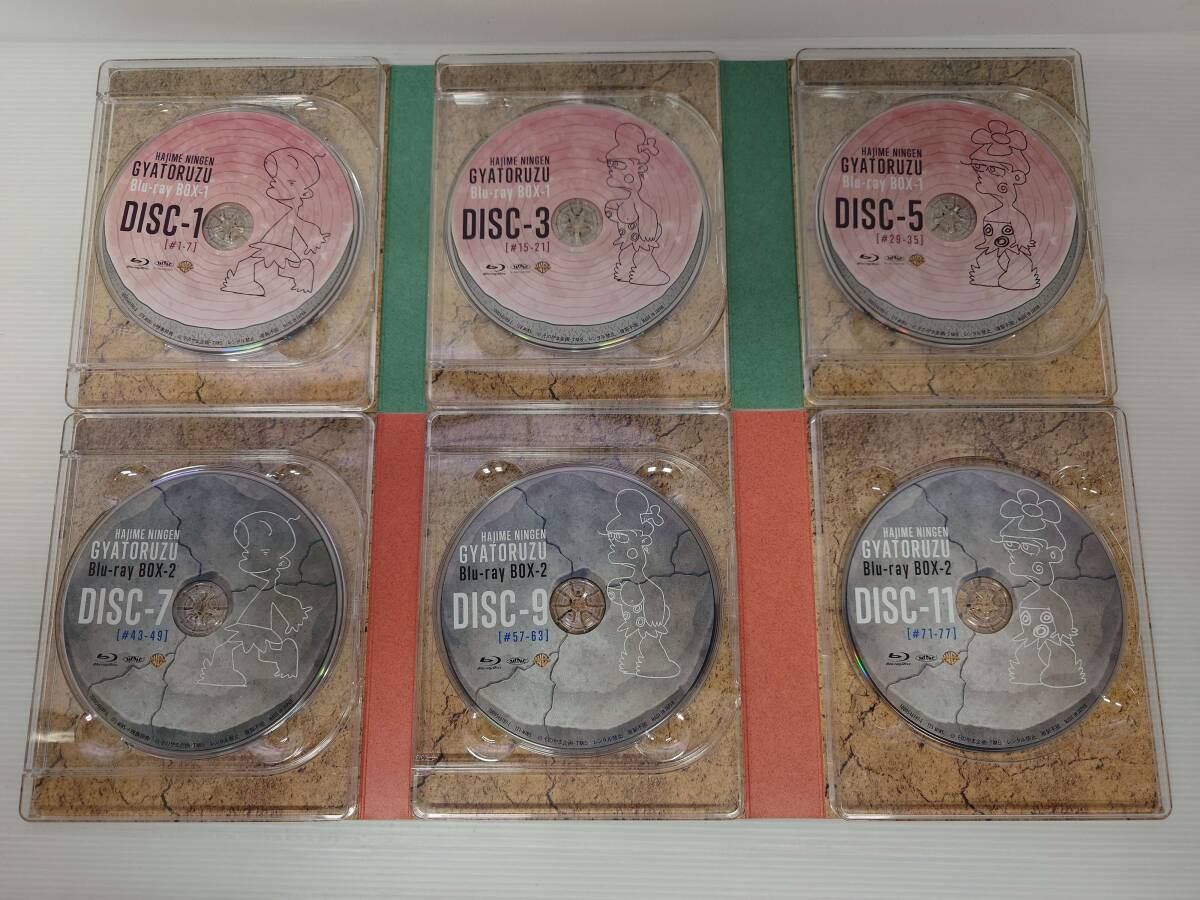 HAJIME NINGEN
GYATORUZU
Blu-ray BOX-1
DISC-1
[#1-7]
HAJIME NINGEN
GYATORUZU
Blu-ray BOX-1
DISC-3
[#15-21]
HAJIME NINGEN
GYATORUZU
Blu-ray BOX-1
DISC-5
[#29-35]
HAJIME NINGEN
GYATORUZU
Blu-ray BOX-2
DISC-7
[#43-49]
HAJIME NINGEN
GYATORUZU
Blu-ray BOX-2
DISC-9
[#57-63]
HAJIME NINGEN
GYATORUZU
Blu-ray BOX-2
DISC-11
[#71-77]